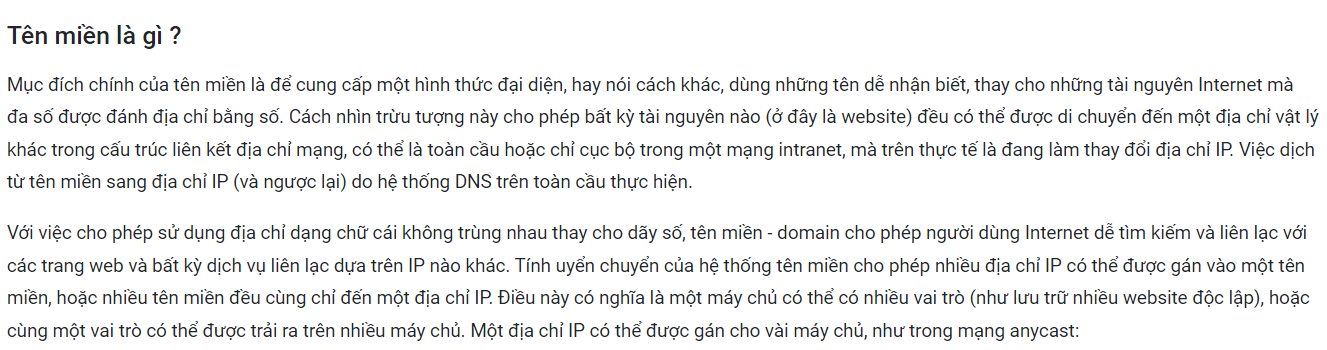 Tên miền là gì ?
Mục đích chính của tên miền là để cung cấp một hình thức đại diện, hay nói cách khác, dùng những tên dễ nhận biết, thay cho những tài nguyên Internet mà
đa số được đánh địa chỉ bằng số. Cách nhìn trừu tượng này cho phép bất kỳ tài nguyên nào (ở đây là website) đều có thể được di chuyển đến một địa chỉ vật lý
khác trong cấu trúc liên kết địa chỉ mạng, có thể là toàn cầu hoặc chỉ cục bộ trong một mạng intranet, mà trên thực tế là đang làm thay đổi địa chỉ IP. Việc dịch
từ tên miền sang địa chỉ IP (và ngược lại) do hệ thống DNS trên toàn cầu thực hiện.
Với việc cho phép sử dụng địa chỉ dạng chữ cái không trùng nhau thay cho dãy số, tên miền - domain cho phép người dùng Internet dễ tìm kiếm và liên lạc với
các trang web và bất kỳ dịch vụ liên lạc dựa trên IP nào khác. Tính uyển chuyển của hệ thống tên miền cho phép nhiều địa chỉ IP có thể được gán vào một tên
miền, hoặc nhiều tên miền đều cùng chỉ đến một địa chỉ IP. Điều này có nghĩa là một máy chủ có thể có nhiều vai trò (như lưu trữ nhiều website độc lập), hoặc
cùng một vai trò có thể được trải ra trên nhiều máy chủ. Một địa chỉ IP có thể được gán cho vài máy chủ, như trong mạng anycast: